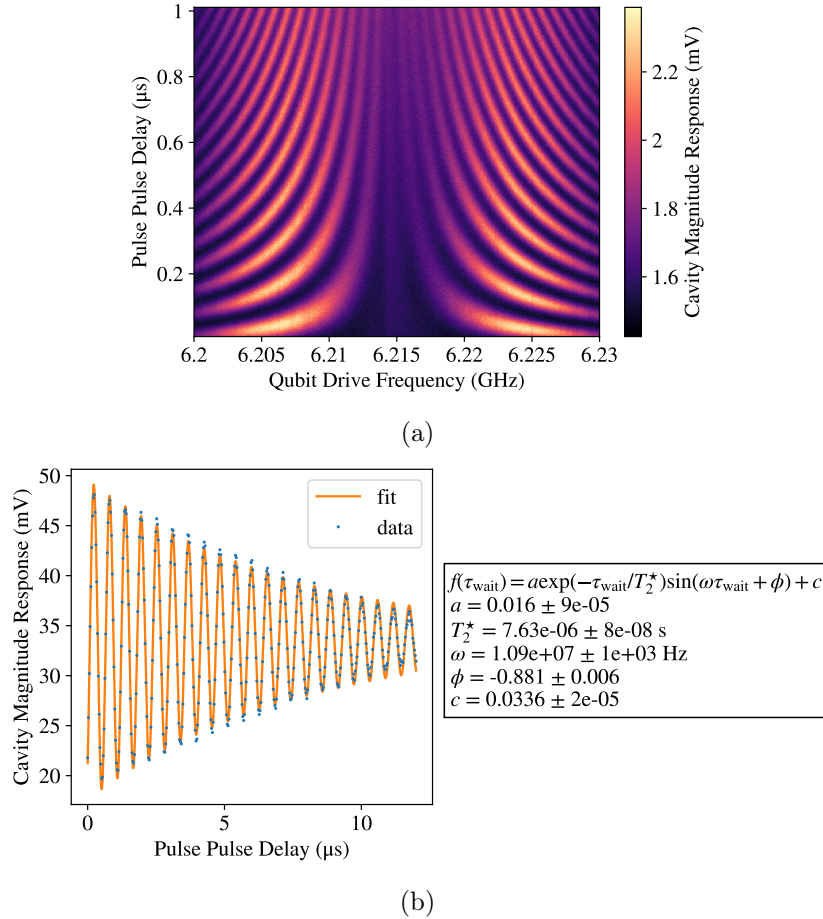 1
0.8
0.6
0.4
0.2
Pulse Pulse Delay (µs)
6.2 6.205 6.21 6.215 6.22 6.225 6.23
Qubit Drive Frequency (GHz)
2.2
2
1.8
1.6
Cavity Magnitude Response (mV)
(a)
50
45
40
35
30
25
20
Cavity Magnitude Response (mV)
fit
data
0 5 10
Pulse Pulse Delay (µs)
f(τ_wait) = a exp(−τ_wait/T₂*) sin(ωτ_wait + ϕ) + c
a = 0.016 ± 9e-05
T₂* = 7.63e-06 ± 8e-08 s
ω = 1.09e+07 ± 1e+03 Hz
ϕ = -0.881 ± 0.006
c = 0.0336 ± 2e-05
(b)